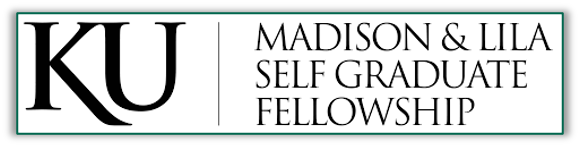 KU
MADISON & LILA
SELF GRADUATE
FELLOWSHIP